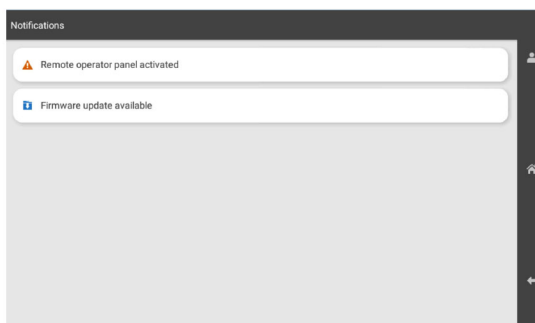 Notifications
Remote operator panel activated
Firmware update available